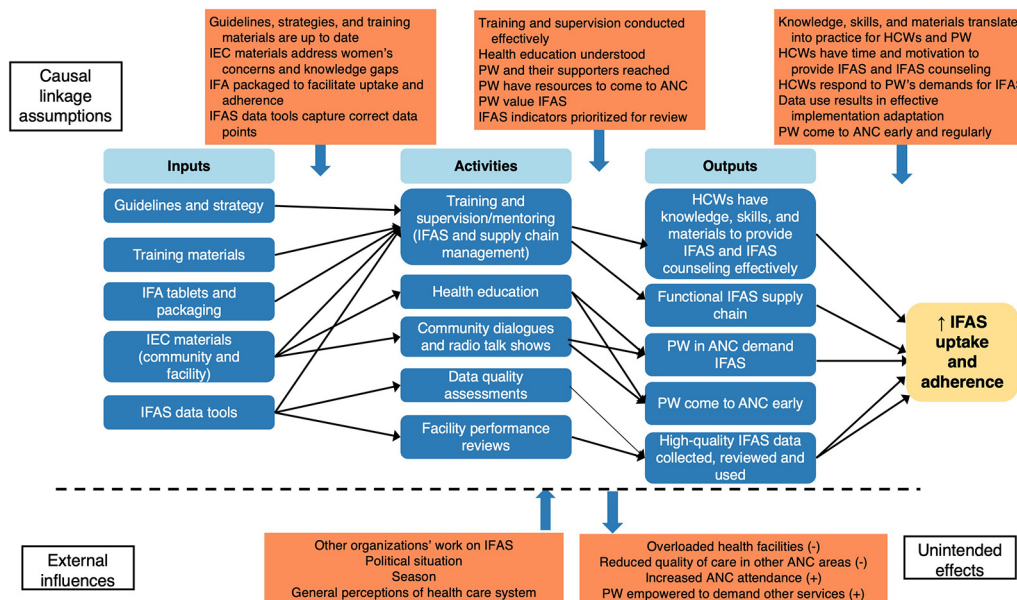 Causal
linkage
assumptions
Guidelines, strategies, and training
materials are up to date
IEC materials address women's
concerns and knowledge gaps
IFA packaged to facilitate uptake and
adherence
IFAS data tools capture correct data
points
Training and supervision conducted
effectively
Health education understood
PW and their supporters reached
PW have resources to come to ANC
PW value IFAS
IFAS indicators prioritized for review
Knowledge, skills, and materials translate
into practice for HCWs and PW
HCWs have time and motivation to
provide IFAS and IFAS counseling
HCWs respond to PW's demands for IFAS
Data use results in effective
implementation adaptation
PW come to ANC early and regularly
Inputs
Guidelines and strategy
Training materials
IFA tablets and
packaging
IEC materials
(community and
facility)
IFAS data tools
Activities
Training and
supervision/mentoring
(IFAS and supply chain
management)
Health education
Community dialogues
and radio talk shows
Data quality
assessments
Facility performance
reviews
Outputs
HCWs have
knowledge, skills, and
materials to provide
IFAS and IFAS
counseling effectively
Functional IFAS supply
chain
PW in ANC demand
IFAS
PW come to ANC early
High-quality IFAS data
collected, reviewed and
used
↑ IFAS
uptake
and
adherence
External
influences
Other organizations' work on IFAS
Political situation
Season
General perceptions of health care system
Overloaded health facilities (-)
Reduced quality of care in other ANC areas (-)
Increased ANC attendance (+)
PW empowered to demand other services (+)
Unintended
effects